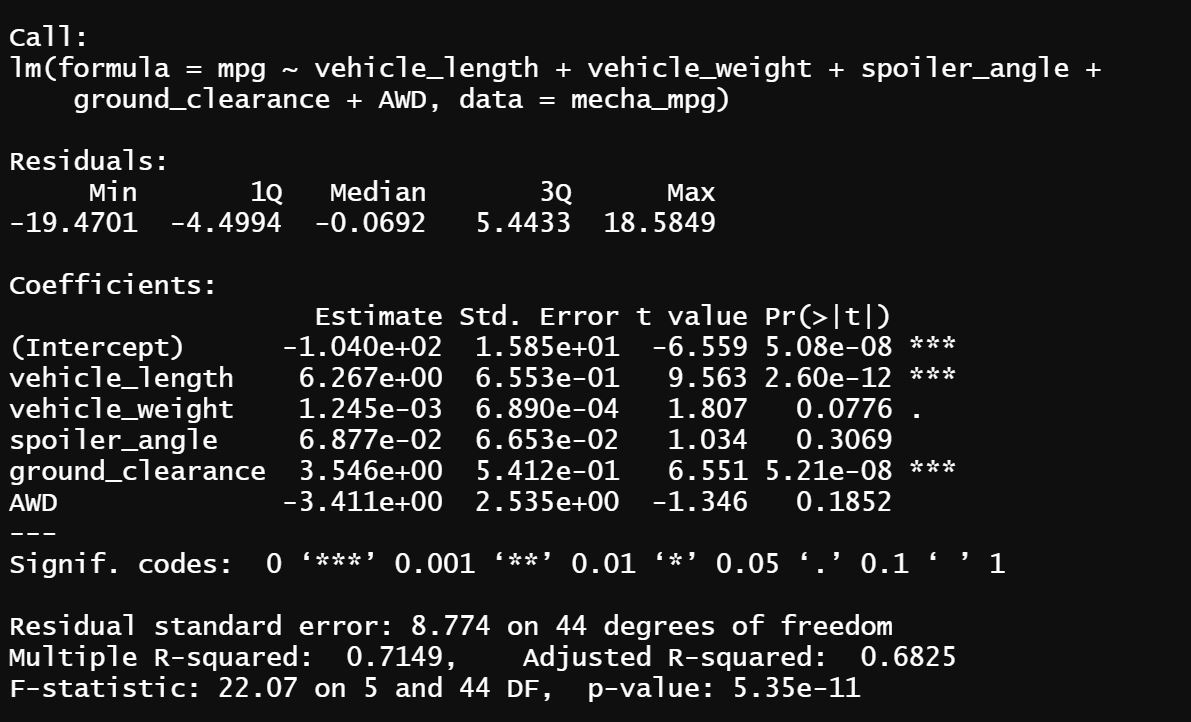 Call:
lm(formula = mpg ~ vehicle_length + vehicle_weight + spoiler_angle +
    ground_clearance + AWD, data = mecha_mpg)

Residuals:
     Min       1Q   Median       3Q      Max
-19.4701  -4.4994  -0.0692   5.4433  18.5849

Coefficients:
                   Estimate Std. Error t value Pr(>|t|)
(Intercept)      -1.040e+02  1.585e+01  -6.559 5.08e-08 ***
vehicle_length    6.267e+00  6.553e-01   9.563 2.60e-12 ***
vehicle_weight    1.245e-03  6.890e-04   1.807   0.0776 .
spoiler_angle     6.877e-02  6.653e-02   1.034   0.3069
ground_clearance  3.546e+00  5.412e-01   6.551 5.21e-08 ***
AWD              -3.411e+00  2.535e+00  -1.346   0.1852
---
Signif. codes:  0 ‘***’ 0.001 ‘**’ 0.01 ‘*’ 0.05 ‘.’ 0.1 ‘ ’ 1

Residual standard error: 8.774 on 44 degrees of freedom
Multiple R-squared:  0.7149,	Adjusted R-squared:  0.6825
F-statistic: 22.07 on 5 and 44 DF,  p-value: 5.35e-11